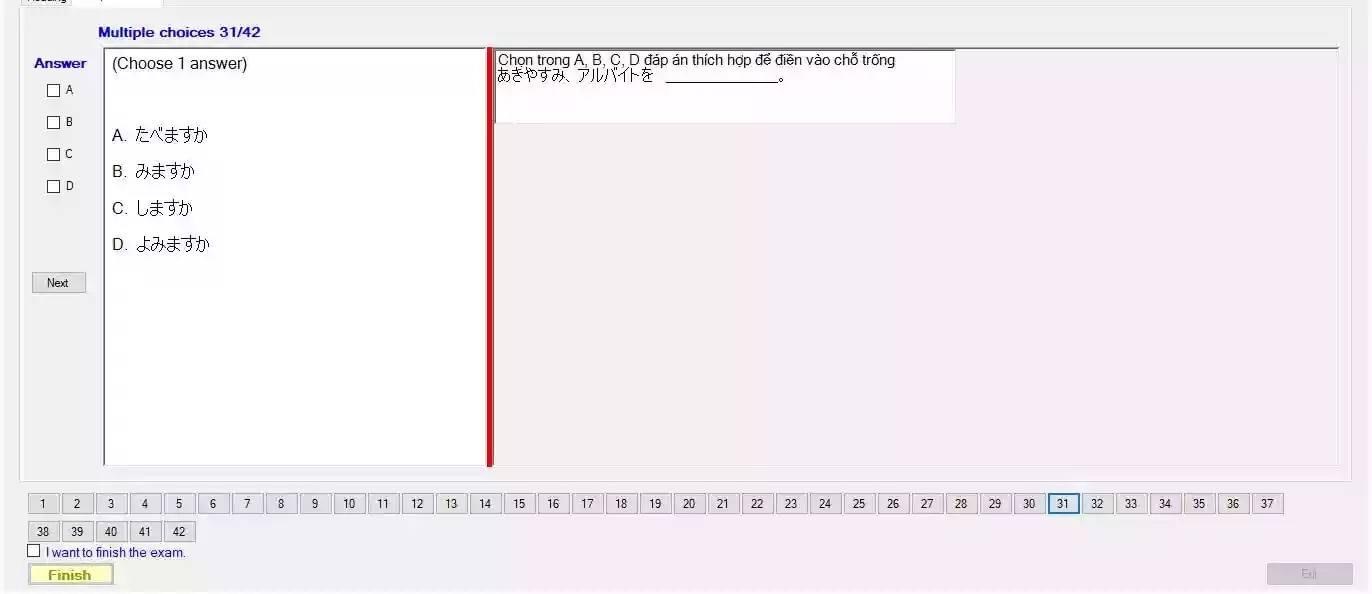 Multiple choices 31/42
Answer
A
B
C
D
Next
(Choose 1 answer)
A. たべますか
B. みますか
C. しますか
D. よみますか
Chọn trong A, B, C, D đáp án thích hợp để điền vào chỗ trống
あきやすみ、アルバイトを ______________。
1 2 3 4 5 6 7 8 9 10 11 12 13 14 15 16 17 18 19 20 21 22 23 24 25 26 27 28 29 30 31 32 33 34 35 36 37
38 39 40 41 42
I want to finish the exam.
Finish
Exit